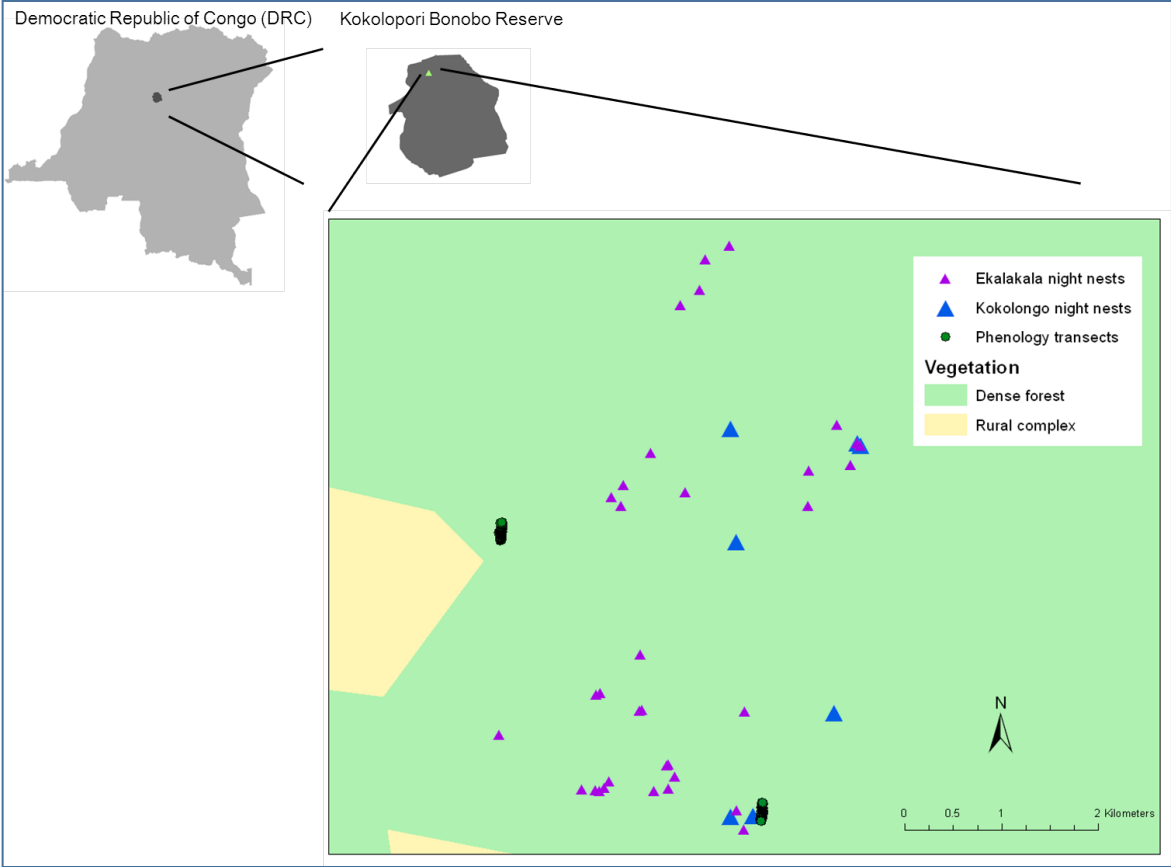 Democratic Republic of Congo (DRC)
Kokolopori Bonobo Reserve
Ekalakala night nests
Kokolongo night nests
Phenology transects
Vegetation
Dense forest
Rural complex
N
0 0.5 1 2 Kilometers